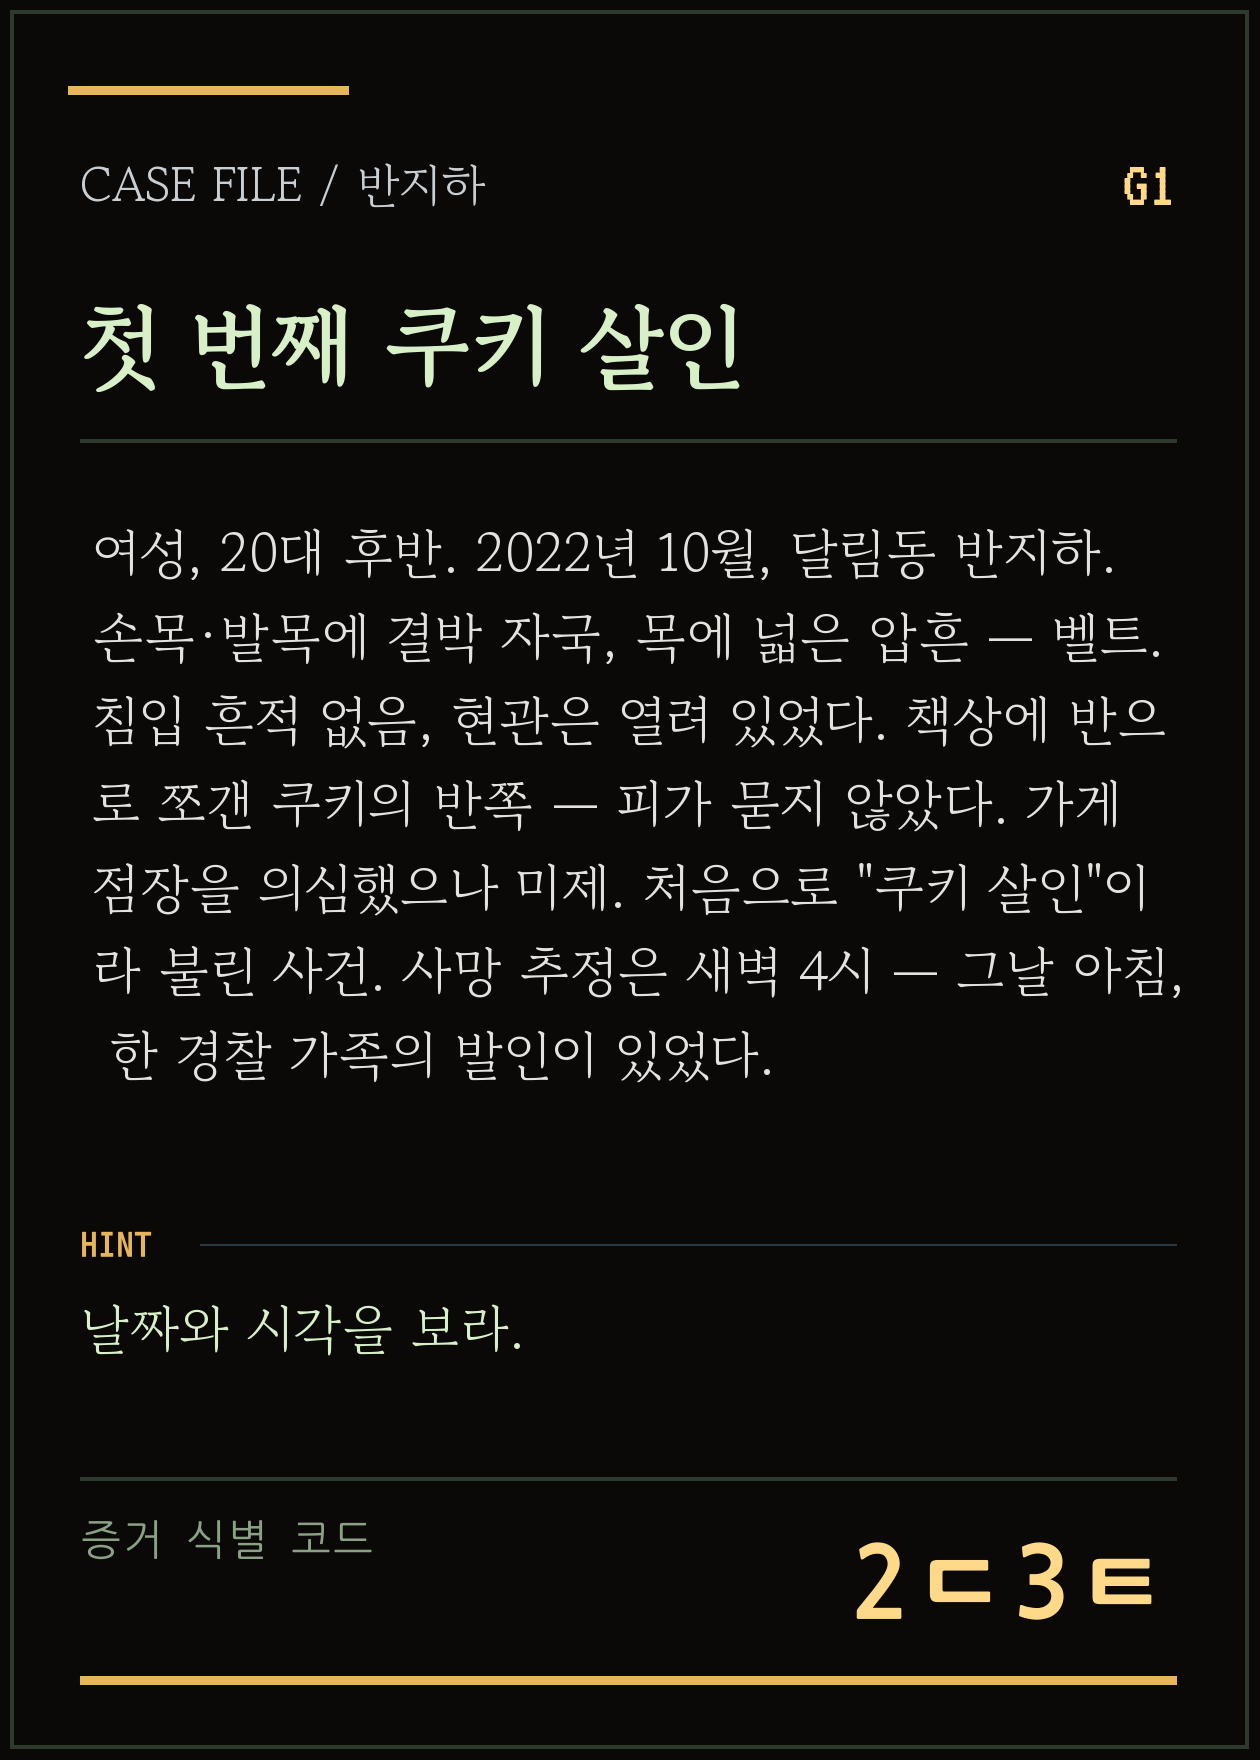 CASE FILE / 반지하
G1
첫 번째 쿠키 살인
여성, 20대 후반. 2022년 10월, 달림동 반지하.
손목·발목에 결박 자국, 목에 넓은 압흔 — 벨트.
침입 흔적 없음, 현관은 열려 있었다. 책상에 반으
로 쪼갠 쿠키의 반쪽 — 피가 묻지 않았다. 가게
점장을 의심했으나 미제. 처음으로 "쿠키 살인"이
라 불린 사건. 사망 추정은 새벽 4시 — 그날 아침,
한 경찰 가족의 발인이 있었다.
HINT
날짜와 시각을 보라.
증거 식별 코드
2ㄷ3ㅌ